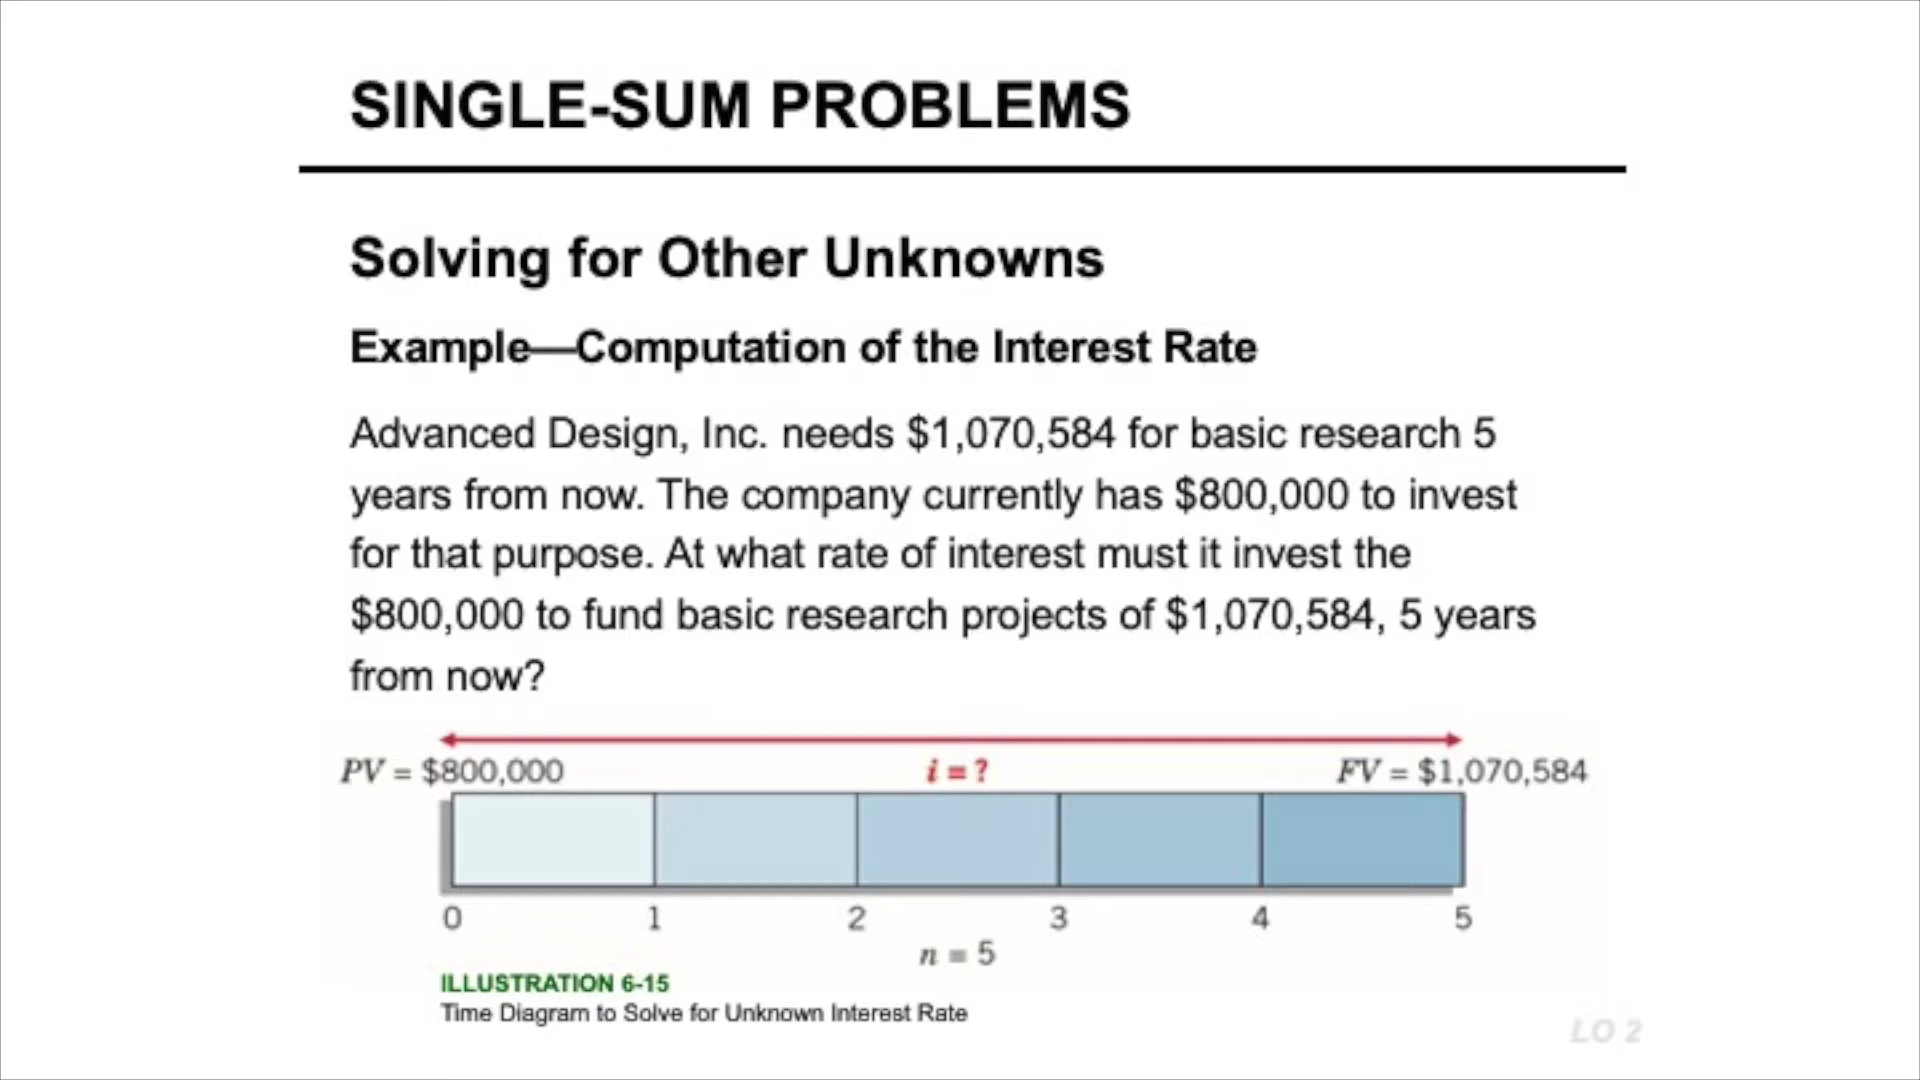 SINGLE-SUM PROBLEMS
Solving for Other Unknowns
Example—Computation of the Interest Rate
Advanced Design, Inc. needs $1,070,584 for basic research 5
years from now. The company currently has $800,000 to invest
for that purpose. At what rate of interest must it invest the
$800,000 to fund basic research projects of $1,070,584, 5 years
from now?
PV = $800,000 i = ? FV = $1,070,584
0 1 2 3 4 5
n = 5
ILLUSTRATION 6-15
Time Diagram to Solve for Unknown Interest Rate
LO 2